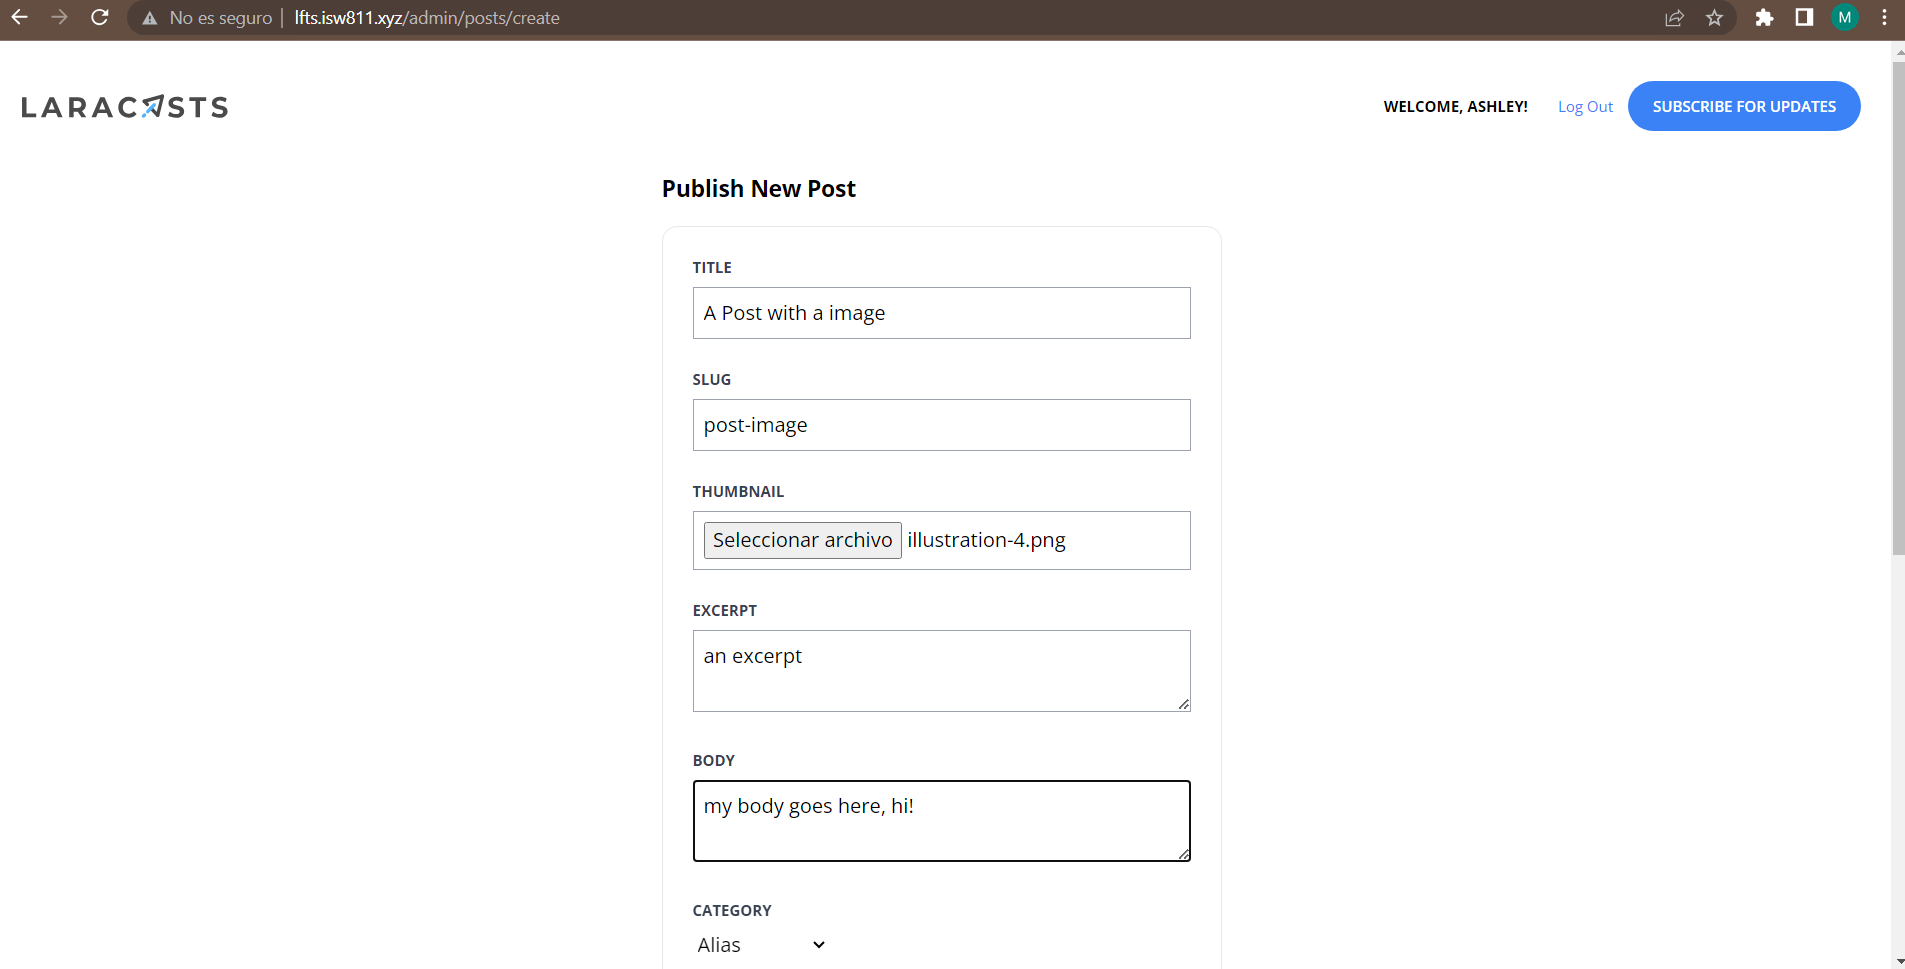 No es seguro | lfts.isw811.xyz/admin/posts/create
M
LARACASTS
WELCOME, ASHLEY! Log Out SUBSCRIBE FOR UPDATES
Publish New Post
TITLE
A Post with a image
SLUG
post-image
THUMBNAIL
Seleccionar archivo illustration-4.png
EXCERPT
an excerpt
BODY
my body goes here, hi!
CATEGORY
Alias